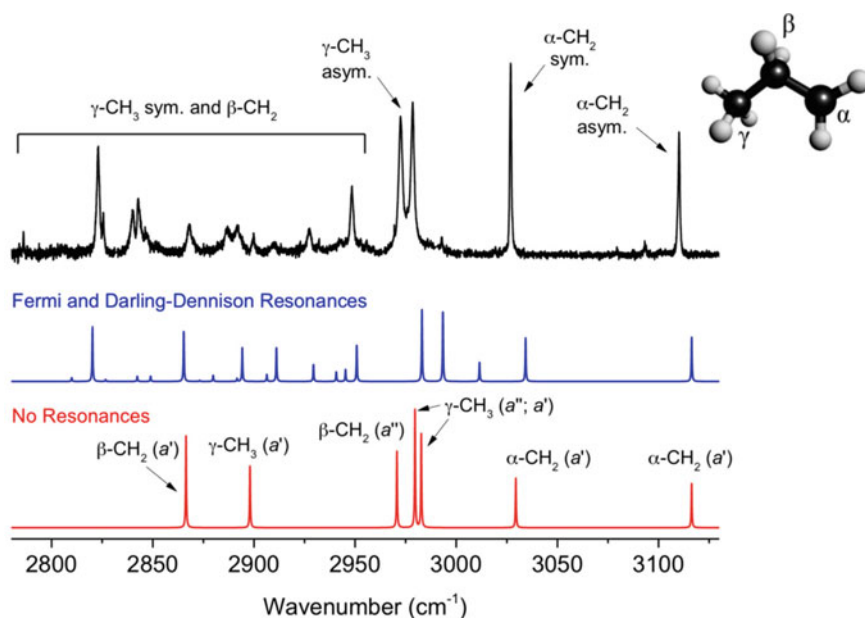 γ-CH₃ sym. and β-CH₂
γ-CH₃
asym.
α-CH₂
sym.
α-CH₂
asym.
β
α
γ
Fermi and Darling-Dennison Resonances
No Resonances
β-CH₂ (a')
γ-CH₃ (a')
β-CH₂ (a'')
γ-CH₃ (a''; a')
α-CH₂ (a')
α-CH₂ (a')
2800 2850 2900 2950 3000 3050 3100
Wavenumber (cm⁻¹)